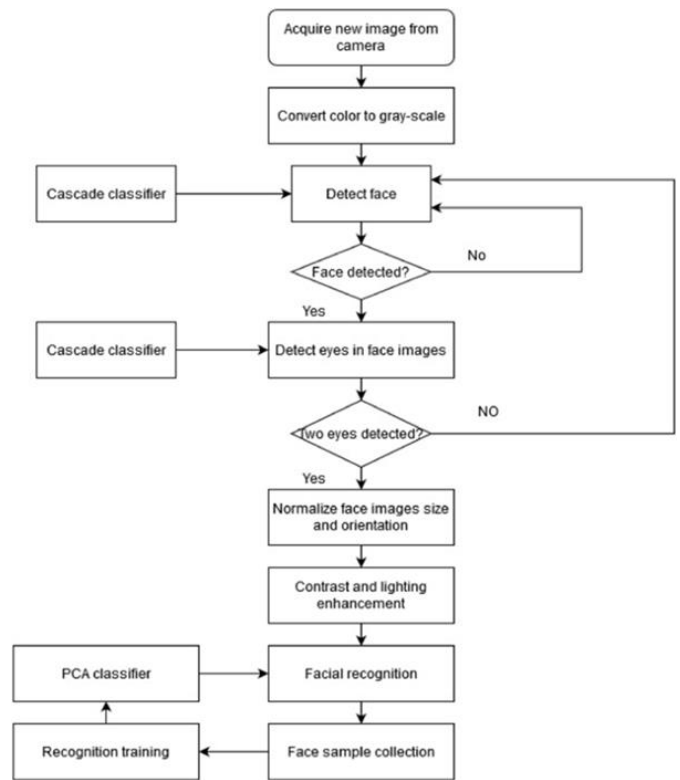 Acquire new image from
camera
Convert color to gray-scale
Cascade classifier
Detect face
No
Face detected?
Yes
Cascade classifier
Detect eyes in face images
NO
Two eyes detected?
Yes
Normalize face images size
and orientation
Contrast and lighting
enhancement
PCA classifier
Facial recognition
Recognition training
Face sample collection